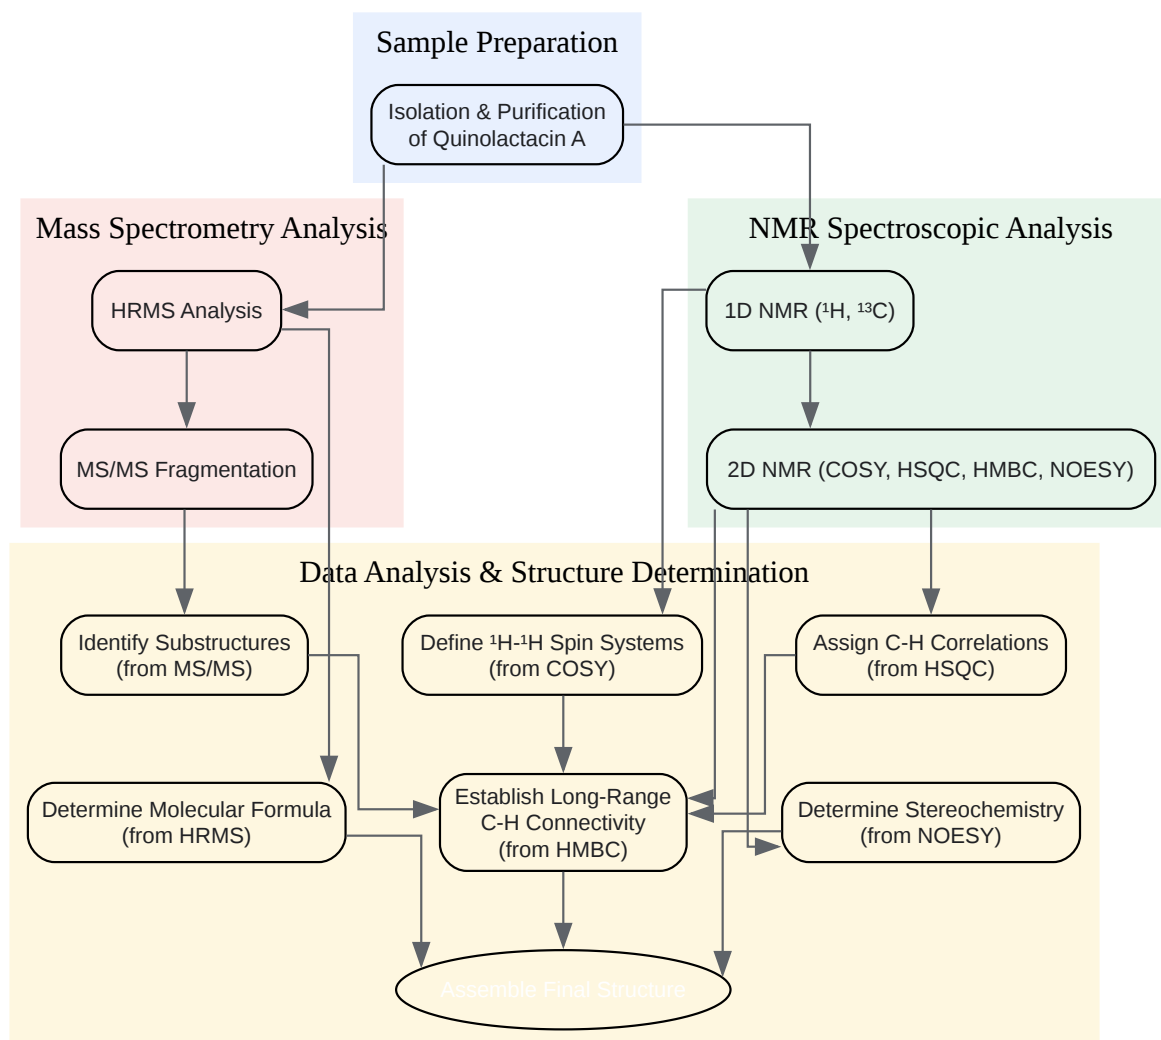 Sample Preparation
Isolation & Purification
of Quinolactacin A
Mass Spectrometry Analysis
NMR Spectroscopic Analysis
HRMS Analysis
1D NMR (¹H, ¹³C)
MS/MS Fragmentation
2D NMR (COSY, HSQC, HMBC, NOESY)
Data Analysis & Structure Determination
Identify Substructures
(from MS/MS)
Define ¹H-¹H Spin Systems
(from COSY)
Assign C-H Correlations
(from HSQC)
Determine Molecular Formula
(from HRMS)
Establish Long-Range
C-H Connectivity
(from HMBC)
Determine Stereochemistry
(from NOESY)
Assemble Final Structure